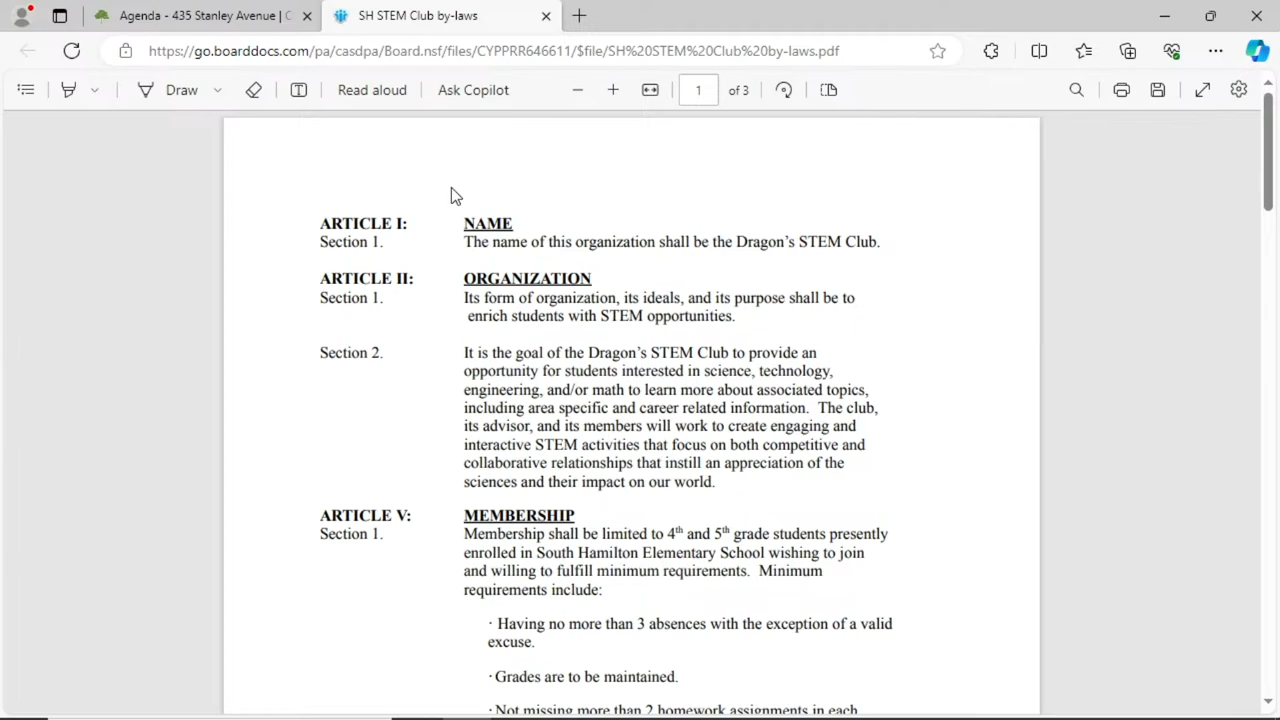 Agenda - 435 Stanley Avenue | C
SH STEM Club by-laws
https://go.boarddocs.com/pa/casdpa/Board.nsf/files/CYPPRR646611/$file/SH%20STEM%20Club%20by-laws.pdf
Draw
Read aloud
Ask Copilot
1 of 3
ARTICLE I: NAME
Section 1. The name of this organization shall be the Dragon's STEM Club.
ARTICLE II: ORGANIZATION
Section 1. Its form of organization, its ideals, and its purpose shall be to
enrich students with STEM opportunities.
Section 2. It is the goal of the Dragon's STEM Club to provide an
opportunity for students interested in science, technology,
engineering, and/or math to learn more about associated topics,
including area specific and career related information. The club,
its advisor, and its members will work to create engaging and
interactive STEM activities that focus on both competitive and
collaborative relationships that instill an appreciation of the
sciences and their impact on our world.
ARTICLE V: MEMBERSHIP
Section 1. Membership shall be limited to 4th and 5th grade students presently
enrolled in South Hamilton Elementary School wishing to join
and willing to fulfill minimum requirements. Minimum
requirements include:
· Having no more than 3 absences with the exception of a valid
excuse.
· Grades are to be maintained.
· Not missing more than 2 homework assignments in each